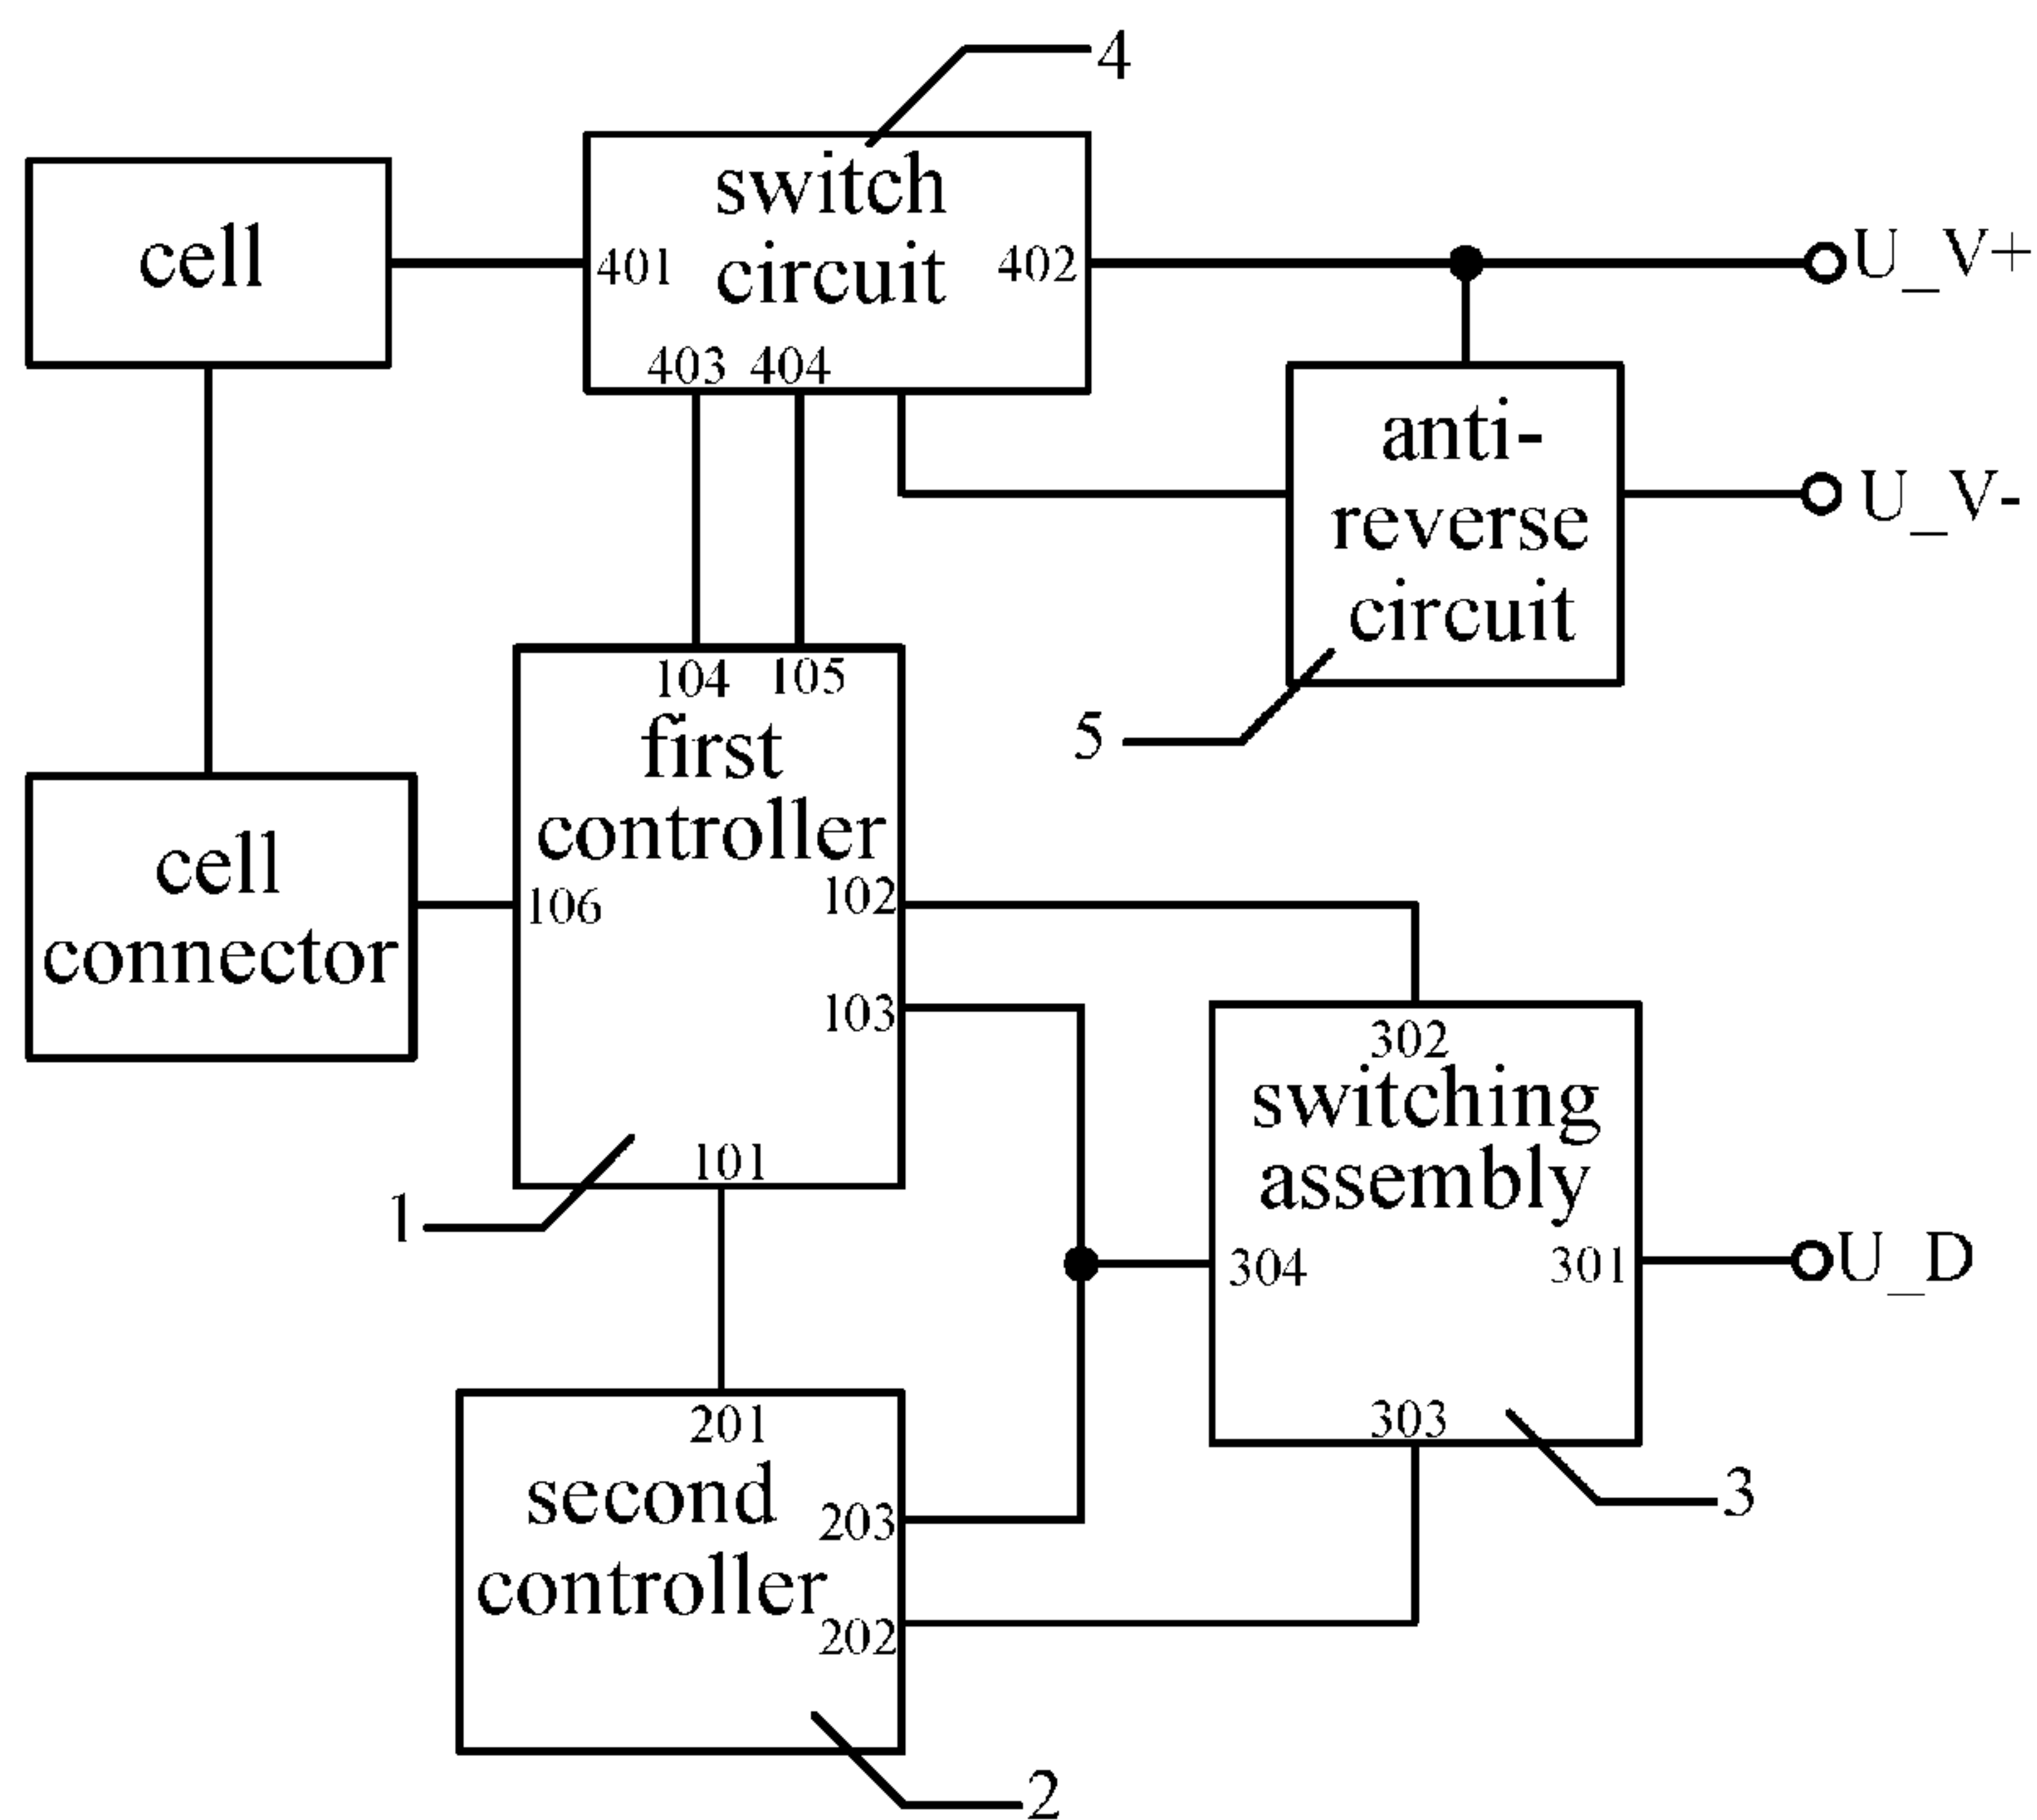 4
cell
switch
circuit
401
402
403 404
U_V+
anti-
reverse
circuit
U_V-
5
104 105
first
controller
106
102
103
101
1
cell
connector
302
switching
assembly
304
301
303
U_D
3
201
second
controller
203
202
2